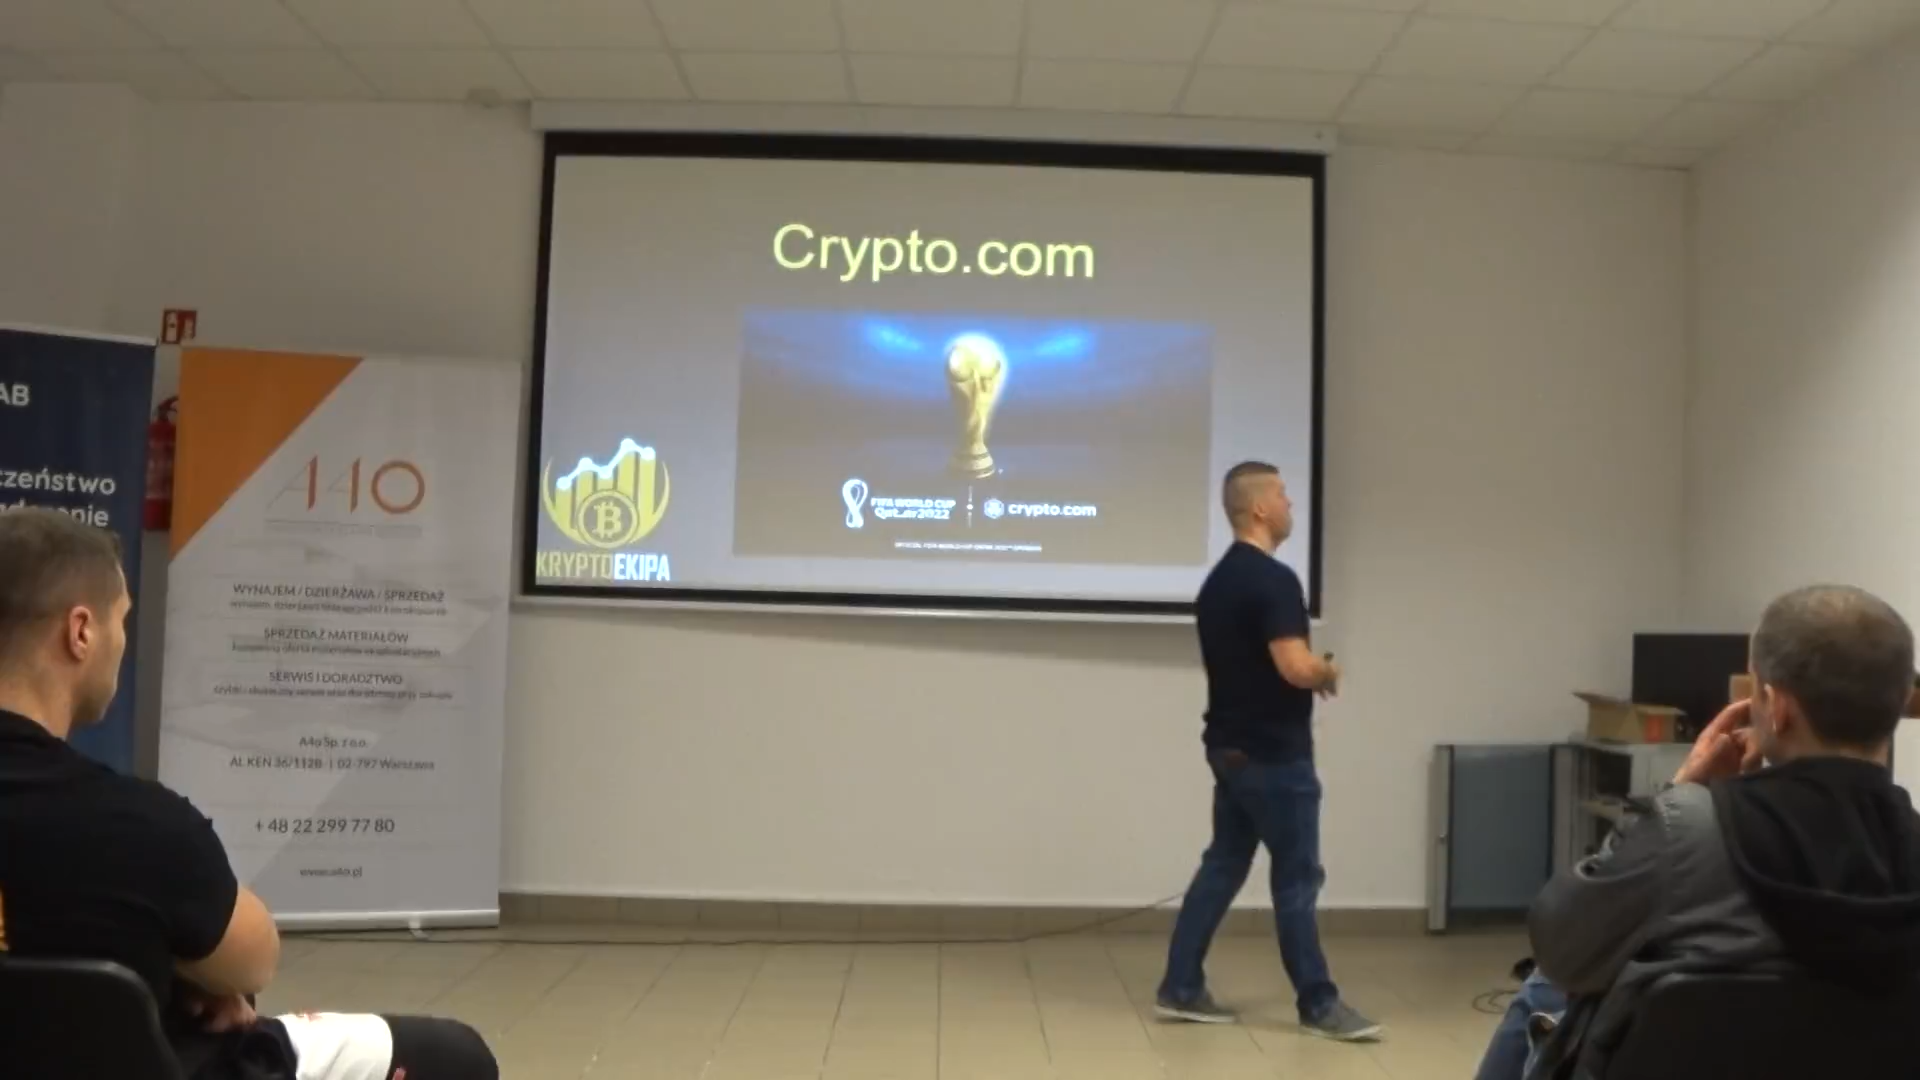 Crypto.com
FIFA WORLD CUP
Qatar2022
crypto.com
KRYPTOEKIPA
AB
czeństwo
A4O
WYNAJEM / DZIERŻAWA / SPRZEDAŻ
SPRZEDAŻ MATERIAŁÓW
SERWIS I DORADZTWO
A4o Sp. z o.o.
AL KEN 36/112B | 02-797 Warszawa
+ 48 22 299 77 80
www.a4o.pl